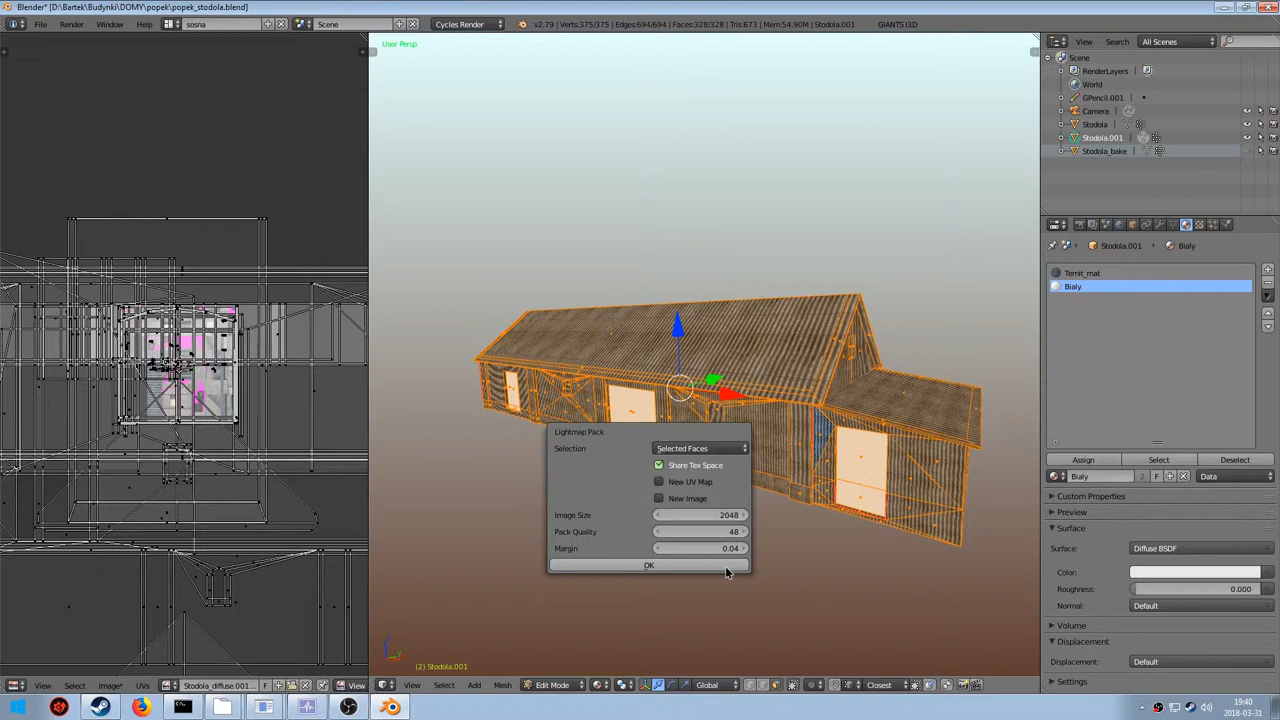 Blender* [D:\Bartek\Budynki\DOMY\popek\popek_stodola.blend]
File Render Window Help sosna Scene Cycles Render v2.79 | Verts:375/375 | Edges:694/694 | Faces:328/328 | Tris:673 | Mem:54.90M | Stodola.001 GIANTS I3D
User Persp
View Search All Scenes
Scene
RenderLayers
World
GPencil.001
Camera
Stodola
Stodola.001
Stodola_bake
Stodola.001 Bialy
Ternit_mat
Bialy
Assign Select Deselect
Bialy 2 F Data
Custom Properties
Preview
Surface
Surface: Diffuse BSDF
Color:
Roughness: 0.000
Normal: Default
Volume
Displacement
Displacement: Default
Settings
Lightmap Pack
Selection Selected Faces
Share Tex Space
New UV Map
New Image
Image Size 2048
Pack Quality 48
Margin 0.04
OK
(2) Stodola.001
View Select Image* UVs Stodola_diffuse.001... F View
View Select Add Mesh Edit Mode Global Closest
19:40
2018-03-31